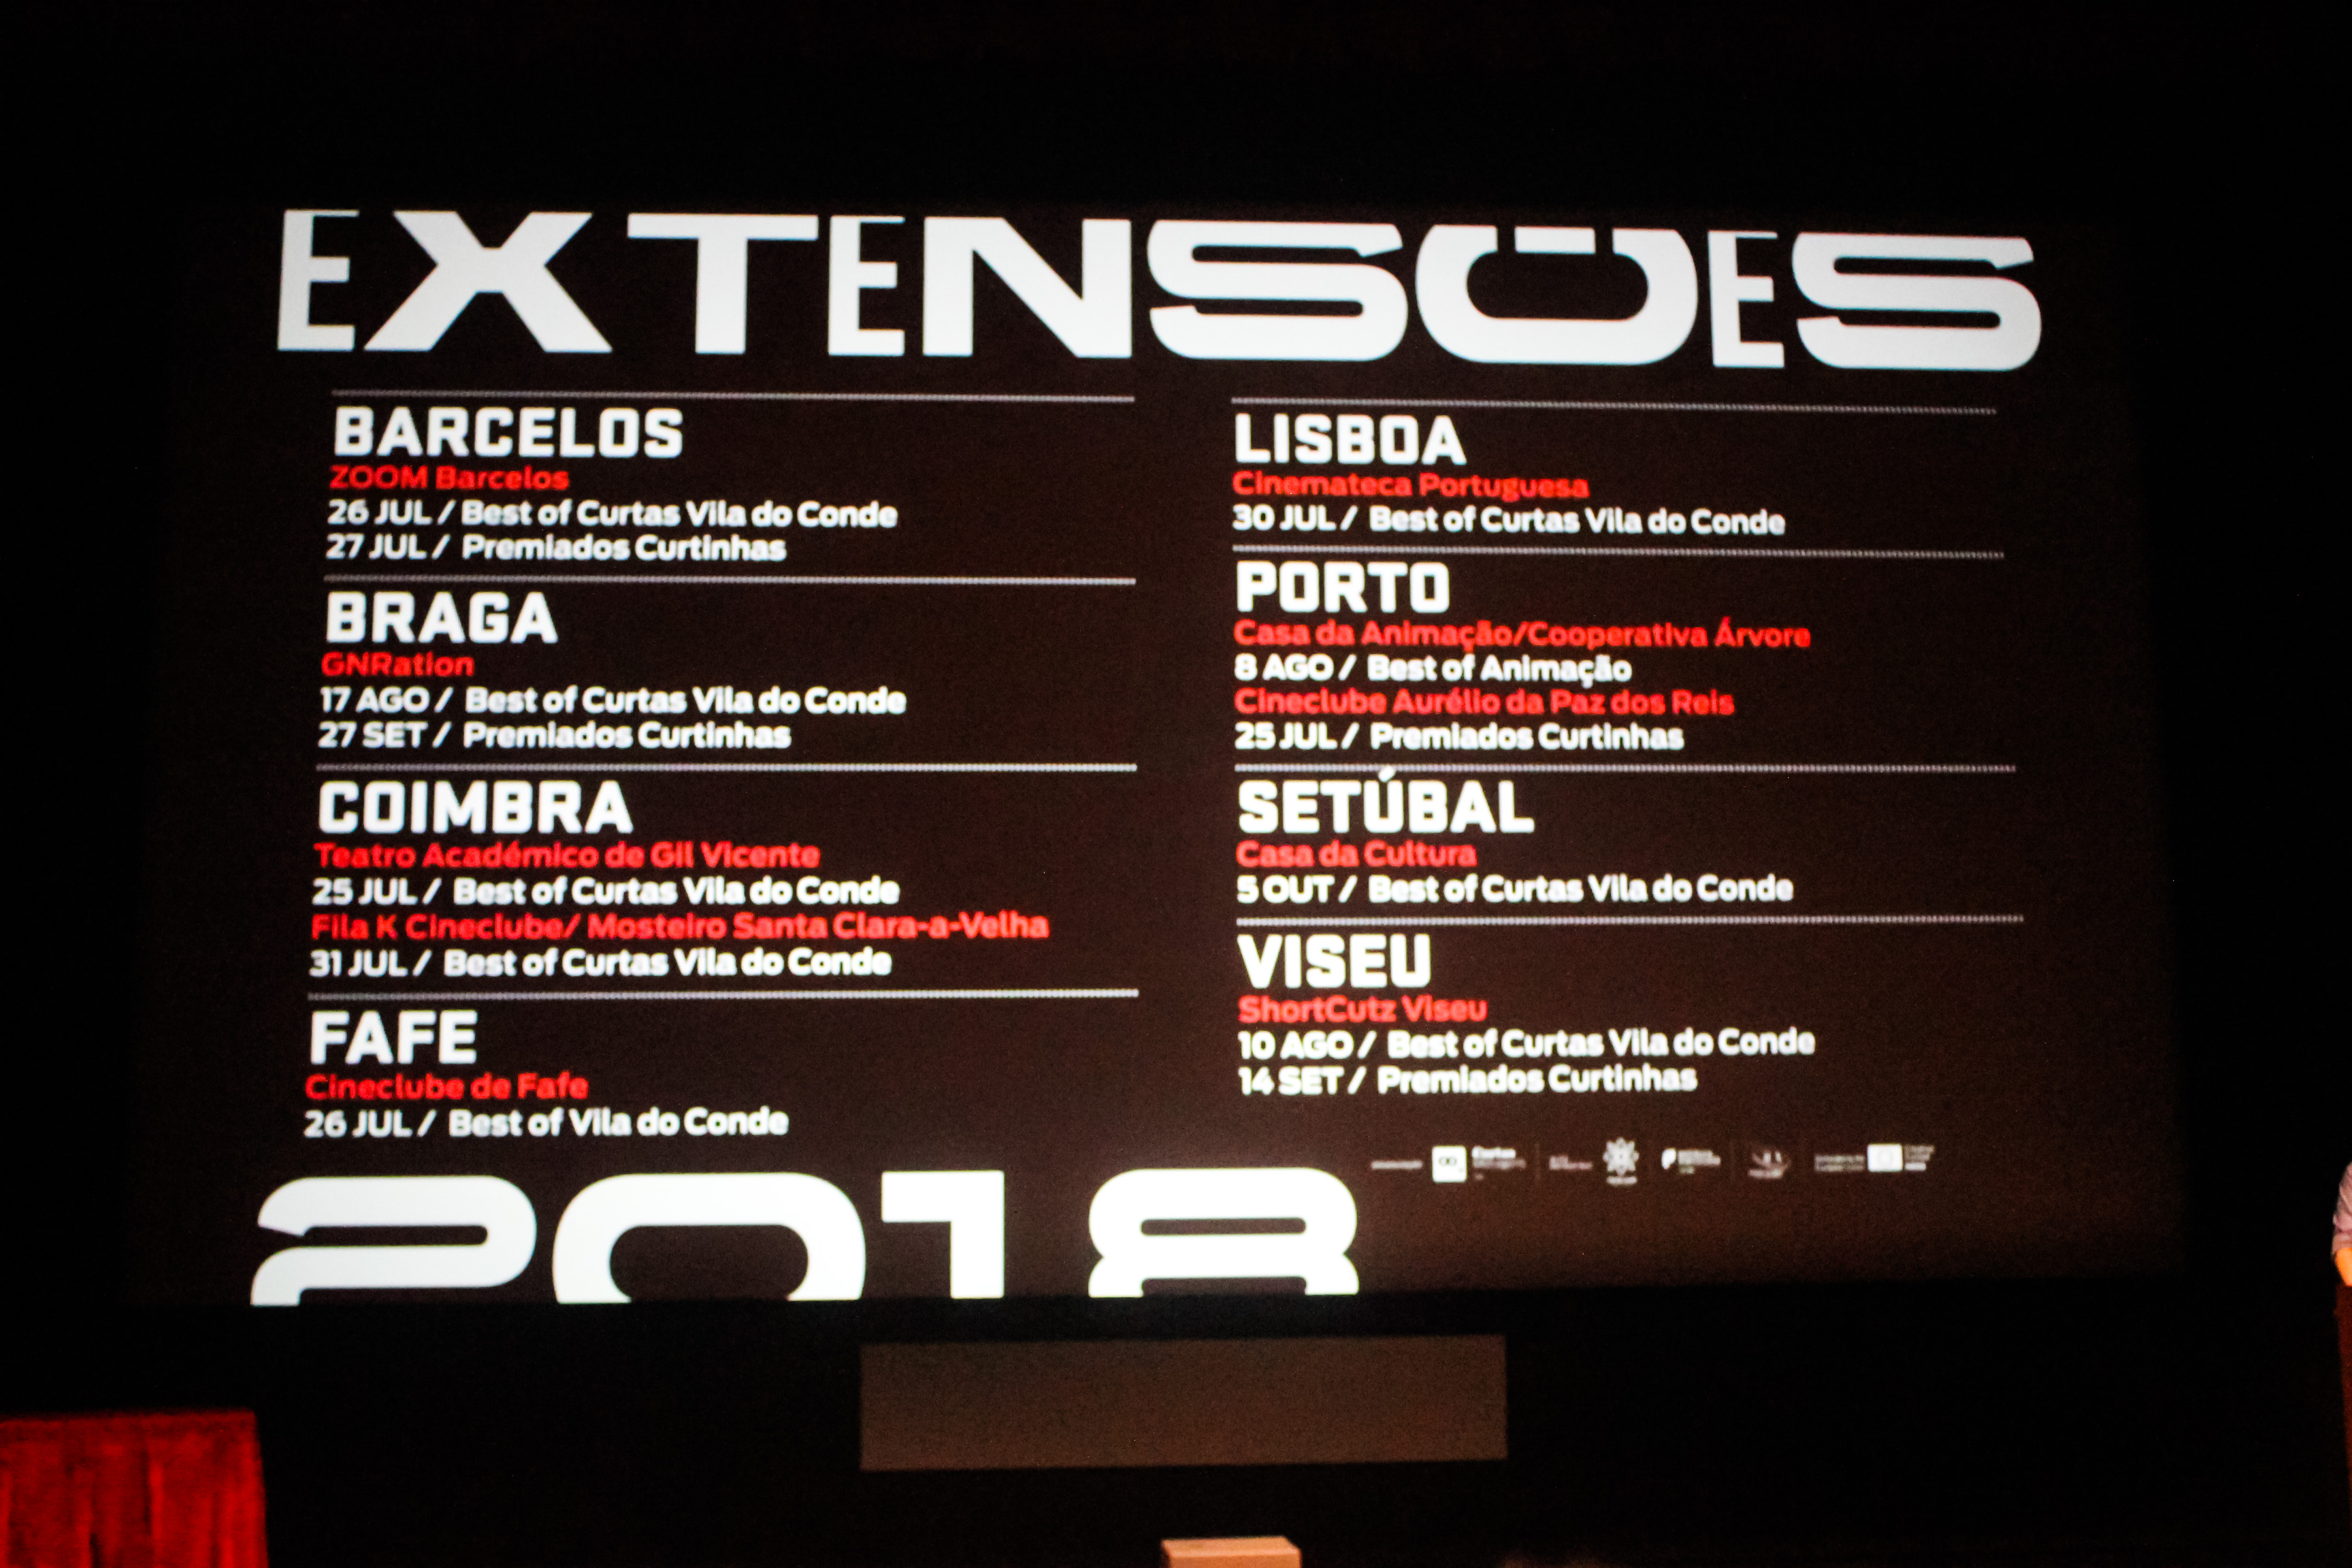 EXTENSÕES
BARCELOS
ZOOM Barcelos
26 JUL / Best of Curtas Vila do Conde
27 JUL / Premiados Curtinhas
BRAGA
GNRation
17 AGO / Best of Curtas Vila do Conde
27 SET / Premiados Curtinhas
COIMBRA
Teatro Académico de Gil Vicente
25 JUL / Best of Curtas Vila do Conde
Fila K Cineclube/ Mosteiro Santa Clara-a-Velha
31 JUL / Best of Curtas Vila do Conde
FAFE
Cineclube de Fafe
26 JUL / Best of Vila do Conde
LISBOA
Cinemateca Portuguesa
30 JUL / Best of Curtas Vila do Conde
PORTO
Casa da Animação/Cooperativa Árvore
8 AGO / Best of Animação
Cineclube Aurélio da Paz dos Reis
25 JUL / Premiados Curtinhas
SETÚBAL
Casa da Cultura
5 OUT / Best of Curtas Vila do Conde
VISEU
ShortCutz Viseu
10 AGO / Best of Curtas Vila do Conde
14 SET / Premiados Curtinhas
Curtas
2018